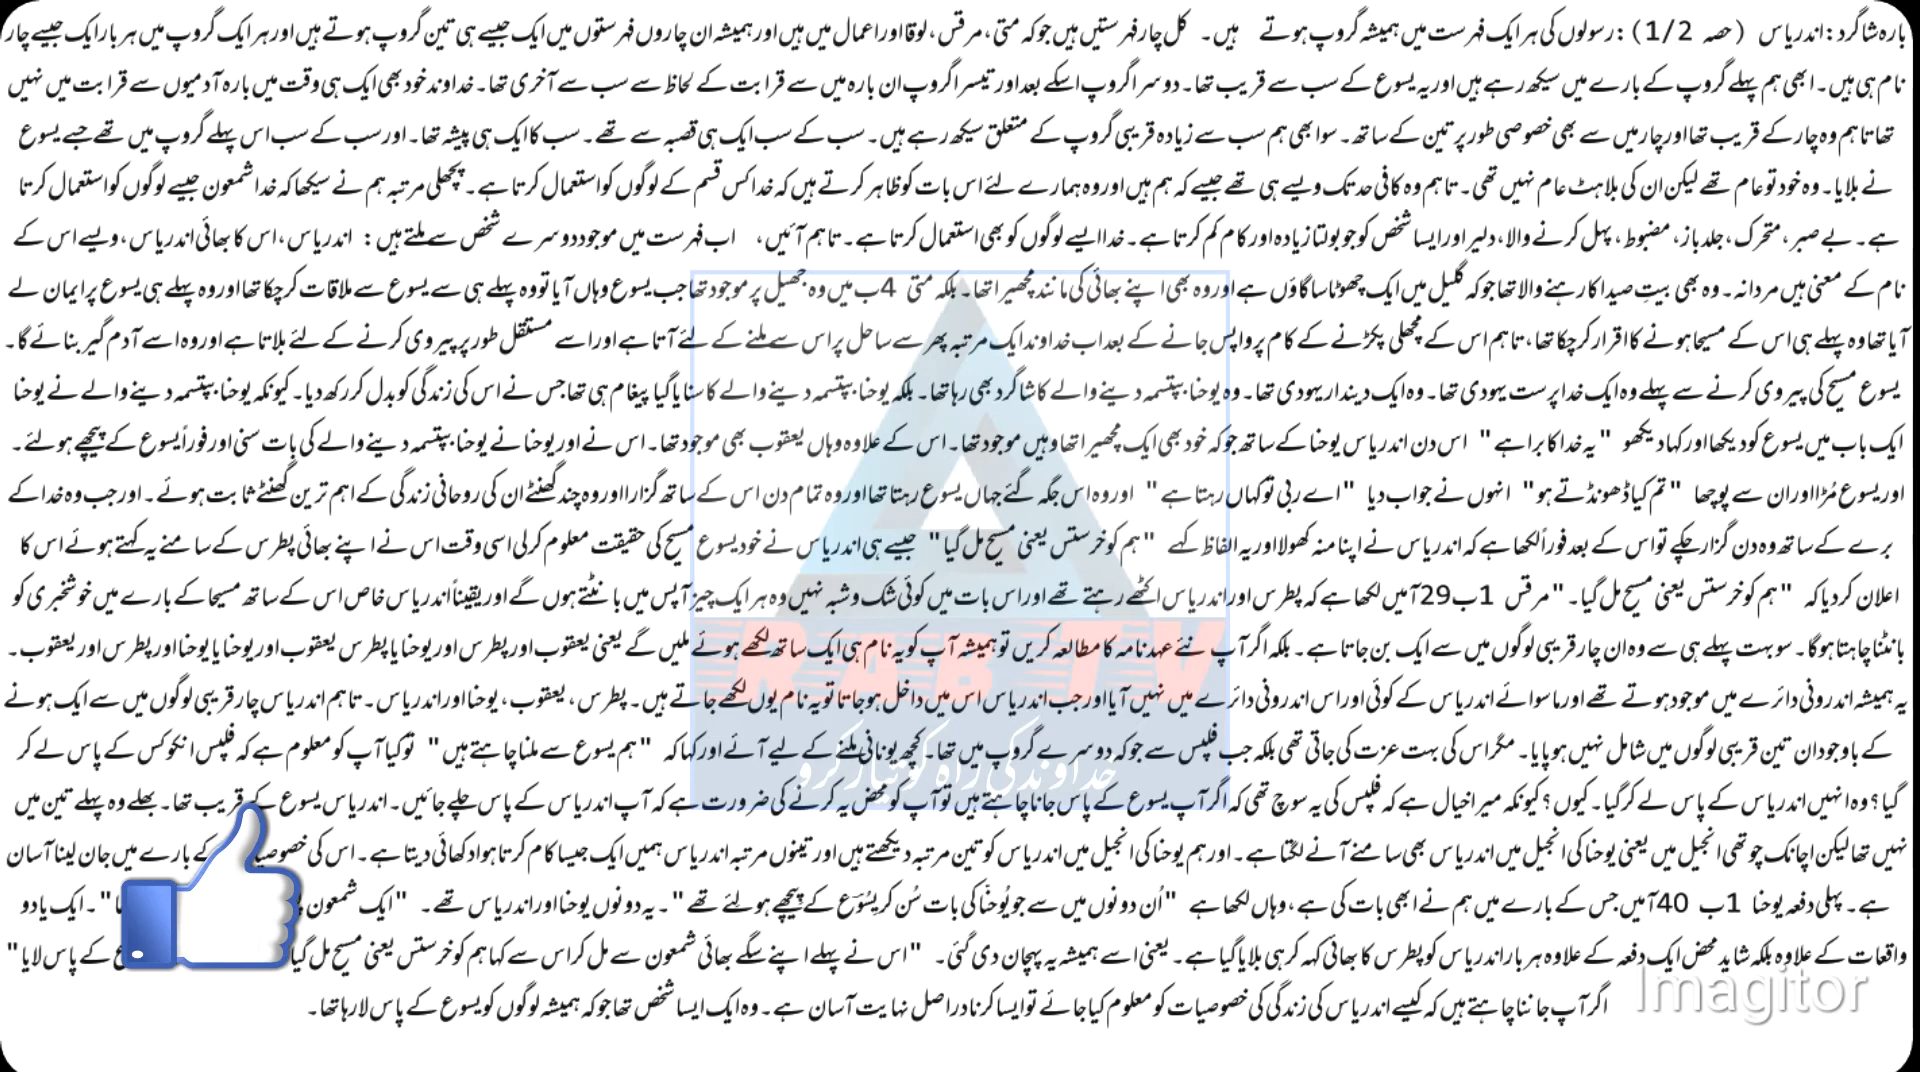 بارہ شاگرد: اندریاس (حصہ 1/2): رسولوں کی ہر ایک فہرست میں ہمیشہ گروپ ہوتے ہیں۔ کل چار فہرستیں ہیں جو کہ متی، مرقس، لوقا اور اعمال میں ہیں اور ہمیشہ ان چاروں فہرستوں میں ایک جیسے ہی تین گروپ ہوتے ہیں اور ہر ایک گروپ میں ہر بار ایک جیسے چار
نام ہی ہیں۔ ابھی ہم پہلے گروپ کے بارے میں سیکھ رہے ہیں اور یہ یسوع کے سب سے قریب تھا۔ دوسرا گروپ اسکے بعد اور تیسرا گروپ ان بارہ میں سے قرابت کے لحاظ سے سب سے آخری تھا۔ خداوند خود بھی ایک ہی وقت میں بارہ آدمیوں سے قرابت میں نہیں
تھا تاہم وہ چار کے قریب تھا اور چار میں سے بھی خصوصی طور پر تین کے ساتھ۔ سو ابھی ہم سب سے زیادہ قریبی گروپ کے متعلق سیکھ رہے ہیں۔ سب کے سب ایک ہی قصبہ سے تھے۔ سب کا ایک ہی پیشہ تھا۔ اور سب کے سب اس پہلے گروپ میں تھے جسے یسوع
نے بلایا۔ وہ خود تو عام تھے لیکن ان کی بلاہٹ عام نہیں تھی۔ تاہم وہ کافی حد تک ویسے ہی تھے جیسے کہ ہم ہیں اور وہ ہمارے لئے اس بات کو ظاہر کرتے ہیں کہ خدا کس قسم کے لوگوں کو استعمال کرتا ہے۔ پچھلی مرتبہ ہم نے سیکھا کہ خدا شمعون جیسے لوگوں کو استعمال کرتا
ہے۔ بے صبر، متحرک، جلد باز، مضبوط، پہل کرنے والا، دلیر اور ایسا شخص کو جو بولتا زیادہ اور کام کم کرتا ہے۔ خدا ایسے لوگوں کو بھی استعمال کرتا ہے۔ تاہم آئیں، اب فہرست میں موجود دوسرے شخص سے ملتے ہیں: اندریاس، اس کا بھائی اندریاس، ویسے اس کے
نام کے معنی ہیں مردانہ۔ وہ بھی بیتِ صیدا کا رہنے والا تھا جو کہ گلیل میں ایک چھوٹا سا گاؤں ہے اور وہ بھی اپنے بھائی کی مانند مچھیرا تھا۔ بلکہ متی 4ب میں وہ جھیل پر موجود تھا جب یسوع وہاں آیا تو وہ پہلے ہی سے یسوع سے ملاقات کر چکا تھا اور وہ پہلے ہی یسوع پر ایمان لے
آیا تھا وہ پہلے ہی اس کے مسیحا ہونے کا اقرار کر چکا تھا، تاہم اس کے مچھلی پکڑنے کے کام پر واپس جانے کے بعد اب خداوند ایک مرتبہ پھر سے ساحل پر اس سے ملنے کے لئے آتا ہے اور اسے مستقل طور پر پیروی کرنے کے لئے بلاتا ہے اور وہ اسے آدم گیر بنائے گا۔
یسوع مسیح کی پیروی کرنے سے پہلے وہ ایک خدا پرست یہودی تھا۔ وہ ایک دیندار یہودی تھا۔ وہ یوحنا بپتسمہ دینے والے کا شاگرد بھی رہا تھا۔ بلکہ یوحنا بپتسمہ دینے والے کا سنایا گیا پیغام ہی تھا جس نے اس کی زندگی کو بدل کر رکھ دیا۔ کیونکہ یوحنا بپتسمہ دینے والے نے یوحنا
ایک باب میں یسوع کو دیکھا اور کہا دیکھو "یہ خدا کا برا ہے" اس دن اندریاس یوحنا کے ساتھ جو کہ خود بھی ایک مچھیرا تھا وہیں موجود تھا۔ اس کے علاوہ وہاں یعقوب بھی موجود تھا۔ اس نے اور یوحنا نے یوحنا بپتسمہ دینے والے کی بات سنی اور فوراً یسوع کے پیچھے ہو لئے۔
اور یسوع مڑا اور ان سے پوچھا "تم کیا ڈھونڈتے ہو" انہوں نے جواب دیا "اے ربی تو کہاں رہتا ہے" اور وہ اس جگہ گئے جہاں یسوع رہتا تھا اور وہ تمام دن اس کے ساتھ گزارا اور وہ چند گھنٹے ان کی روحانی زندگی کے اہم ترین گھنٹے ثابت ہوئے۔ اور جب وہ خدا کے
برے کے ساتھ وہ دن گزار چکے تو اس کے بعد فوراً لکھا ہے کہ اندریاس نے اپنا منہ کھولا اور یہ الفاظ کہے "ہم کو خرستس یعنی مسیح مل گیا" جیسے ہی اندریاس نے خود یسوع مسیح کی حقیقت معلوم کر لی اسی وقت اس نے اپنے بھائی پطرس کے سامنے یہ کہتے ہوئے اس کا
اعلان کر دیا کہ "ہم کو خرستس یعنی مسیح مل گیا۔" مرقس 1ب29آ میں لکھا ہے کہ پطرس اور اندریاس اکٹھے رہتے تھے اور اس بات میں کوئی شک و شبہ نہیں وہ ہر ایک چیز آپس میں بانٹتے ہوں گے اور یقیناً اندریاس خاص اس کے ساتھ مسیحا کے بارے میں خوشخبری کو
بانٹنا چاہتا ہوگا۔ سو بہت پہلے ہی سے وہ ان چار قریبی لوگوں میں سے ایک بن جاتا ہے۔ بلکہ اگر آپ نئے عہد نامہ کا مطالعہ کریں تو ہمیشہ آپ کو یہ نام ہی ایک ساتھ لکھے ہوئے ملیں گے یعنی یعقوب اور پطرس اور یوحنا یا پطرس یعقوب اور یوحنا یا یوحنا اور پطرس اور یعقوب۔
یہ ہمیشہ اندرونی دائرے میں موجود ہوتے تھے اور ماسوائے اندریاس کے کوئی اور اس اندرونی دائرے میں نہیں آیا اور جب اندریاس اس میں داخل ہو جاتا تو یہ نام یوں لکھے جاتے ہیں۔ پطرس، یعقوب، یوحنا اور اندریاس۔ تاہم اندریاس چار قریبی لوگوں میں سے ایک ہونے
کے باوجود ان تین قریبی لوگوں میں شامل نہیں ہو پایا۔ مگر اس کی بہت عزت کی جاتی تھی بلکہ جب فلپس سے جو کہ دوسرے گروپ میں تھا۔ کچھ یونانی ملنے کے لیے آئے اور کہا کہ "ہم یسوع سے ملنا چاہتے ہیں" تو کیا آپ کو معلوم ہے کہ فلپس انکو کس کے پاس لے کر
گیا؟ وہ انہیں اندریاس کے پاس لے کر گیا۔ کیوں؟ کیونکہ میرا خیال ہے کہ فلپس کی یہ سوچ تھی کہ اگر آپ یسوع کے پاس جانا چاہتے ہیں تو آپ کو محض یہ کرنے کی ضرورت ہے کہ آپ اندریاس کے پاس چلے جائیں۔ اندریاس یسوع کے قریب تھا۔ بھلے وہ پہلے تین میں
نہیں تھا لیکن اچانک چوتھی انجیل میں یعنی یوحنا کی انجیل میں اندریاس بھی سامنے آنے لگتا ہے۔ اور ہم یوحنا کی انجیل میں اندریاس کو تین مرتبہ دیکھتے ہیں اور تینوں مرتبہ اندریاس ہمیں ایک جیسا کام کرتا ہوا دکھائی دیتا ہے۔ اس کی کے بارے میں جان لینا آسان
ہے۔ پہلی دفعہ یوحنا 1ب 40آ میں جس کے بارے میں ہم نے ابھی بات کی ہے، وہاں لکھا ہے "اُن دونوں میں سے جو یُوحنّا کی بات سُن کر یِسُوع کے پیچھے ہو لئے تھے"۔ یہ دونوں یوحنا اور اندریاس تھے۔ "ایک شمعون "۔ ایک یا دو
واقعات کے علاوہ بلکہ شاید محض ایک دفعہ کے علاوہ ہر بار اندریاس کو پطرس کا بھائی کہہ کر ہی بلایا گیا ہے۔ یعنی اسے ہمیشہ یہ پہچان دی گئی۔ "اس نے پہلے اپنے سگے بھائی شمعون سے مل کر اس سے کہا ہم کو خرستس یعنی مسیح مل گیا کے پاس لایا"
اگر آپ جاننا چاہتے ہیں کہ کیسے اندریاس کی زندگی کی خصوصیات کو معلوم کیا جائے تو ایسا کرنا دراصل نہایت آسان ہے۔ وہ ایک ایسا شخص تھا جو کہ ہمیشہ لوگوں کو یسوع کے پاس لا رہا تھا۔
RABTV
خداوند کی راہ کو تیار کرو
Imagitor